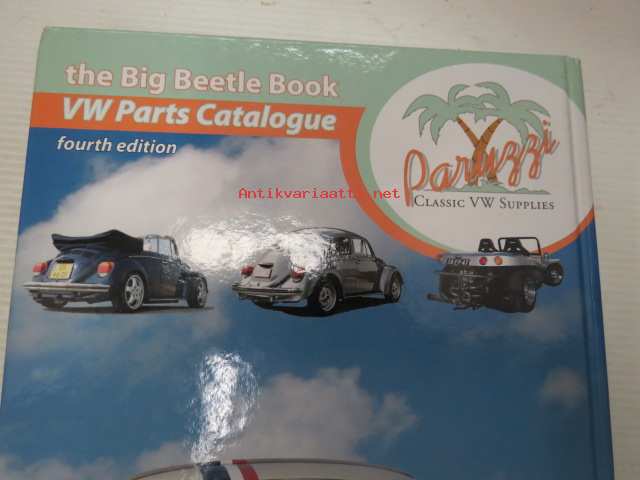 the Big Beetle Book
VW Parts Catalogue
fourth edition
Paruzzi
CLASSIC VW SUPPLIES
Antikvariaatti.net